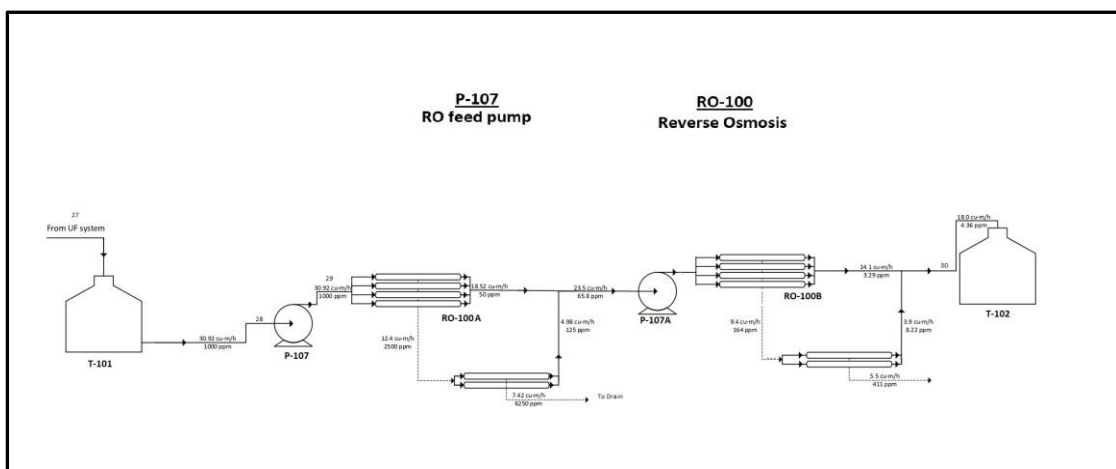 P-107
RO feed pump
RO-100
Reverse Osmosis
27
From UF system
T-101
30.92 cu-m/h
1000 ppm
28
P-107
29
30.92 cu-m/h
1000 ppm
RO-100A
18.52 cu-m/h
50 ppm
12.4 cu-m/h
2500 ppm
4.98 cu-m/h
125 ppm
7.42 cu-m/h
6250 ppm
To Drain
23.5 cu-m/h
65.8 ppm
P-107A
RO-100B
14.1 cu-m/h
3.29 ppm
9.4 cu-m/h
164 ppm
3.9 cu-m/h
8.22 ppm
5.5 cu-m/h
411 ppm
30
18.0 cu-m/h
4.36 ppm
T-102